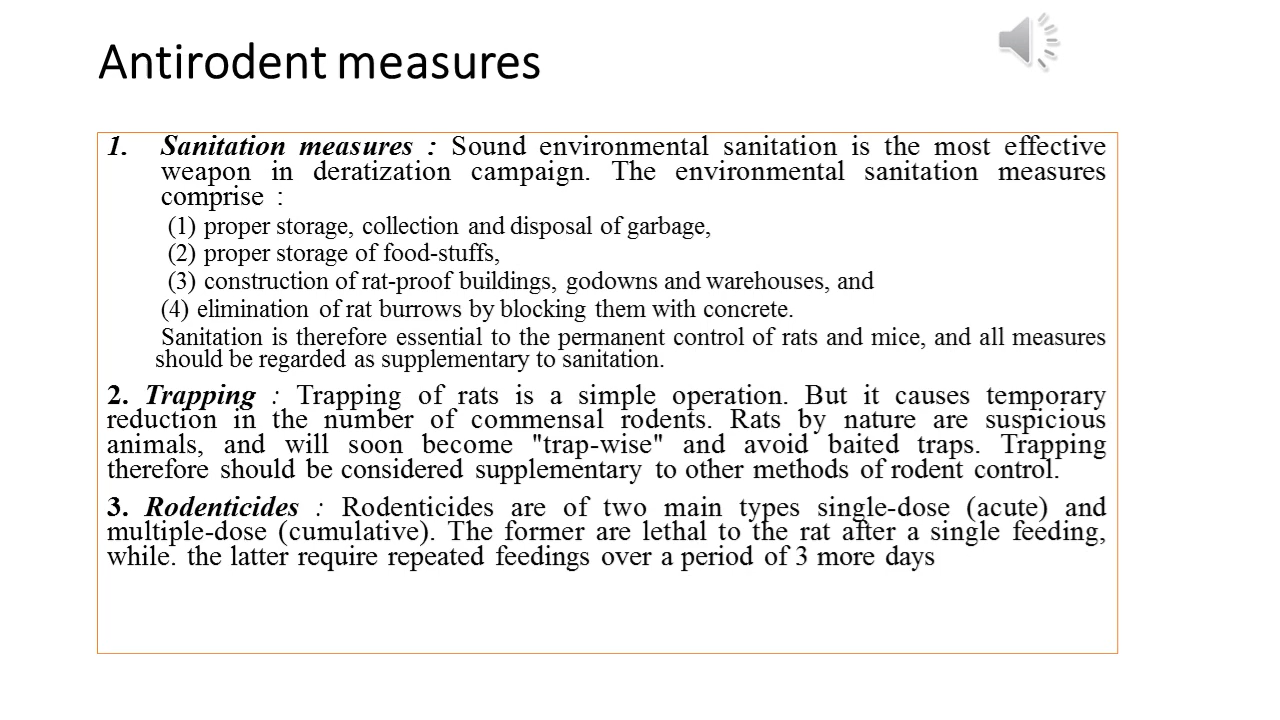 Antirodent measures
1. Sanitation measures : Sound environmental sanitation is the most effective
weapon in deratization campaign. The environmental sanitation measures
comprise :
(1) proper storage, collection and disposal of garbage,
(2) proper storage of food-stuffs,
(3) construction of rat-proof buildings, godowns and warehouses, and
(4) elimination of rat burrows by blocking them with concrete.
Sanitation is therefore essential to the permanent control of rats and mice, and all measures
should be regarded as supplementary to sanitation.
2. Trapping : Trapping of rats is a simple operation. But it causes temporary
reduction in the number of commensal rodents. Rats by nature are suspicious
animals, and will soon become "trap-wise" and avoid baited traps. Trapping
therefore should be considered supplementary to other methods of rodent control.
3. Rodenticides : Rodenticides are of two main types single-dose (acute) and
multiple-dose (cumulative). The former are lethal to the rat after a single feeding,
while. the latter require repeated feedings over a period of 3 more days